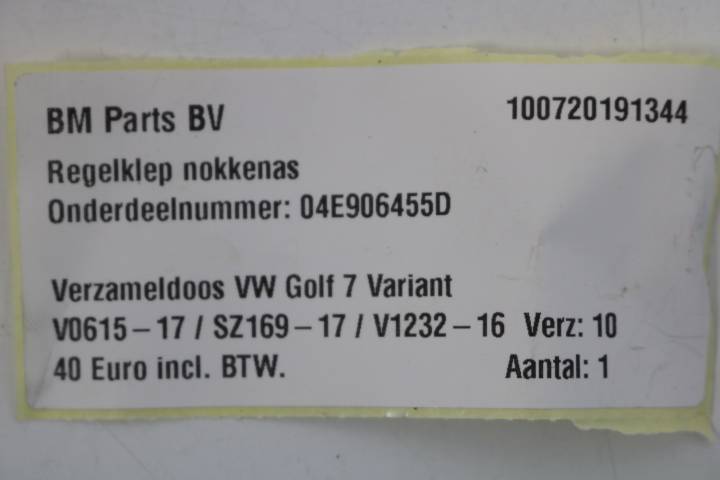 BM Parts BV 100720191344
Regelklep nokkenas
Onderdeelnummer: 04E906455D
Verzameldoos VW Golf 7 Variant
V0615-17 / SZ169-17 / V1232-16 Verz: 10
40 Euro incl. BTW. Aantal: 1